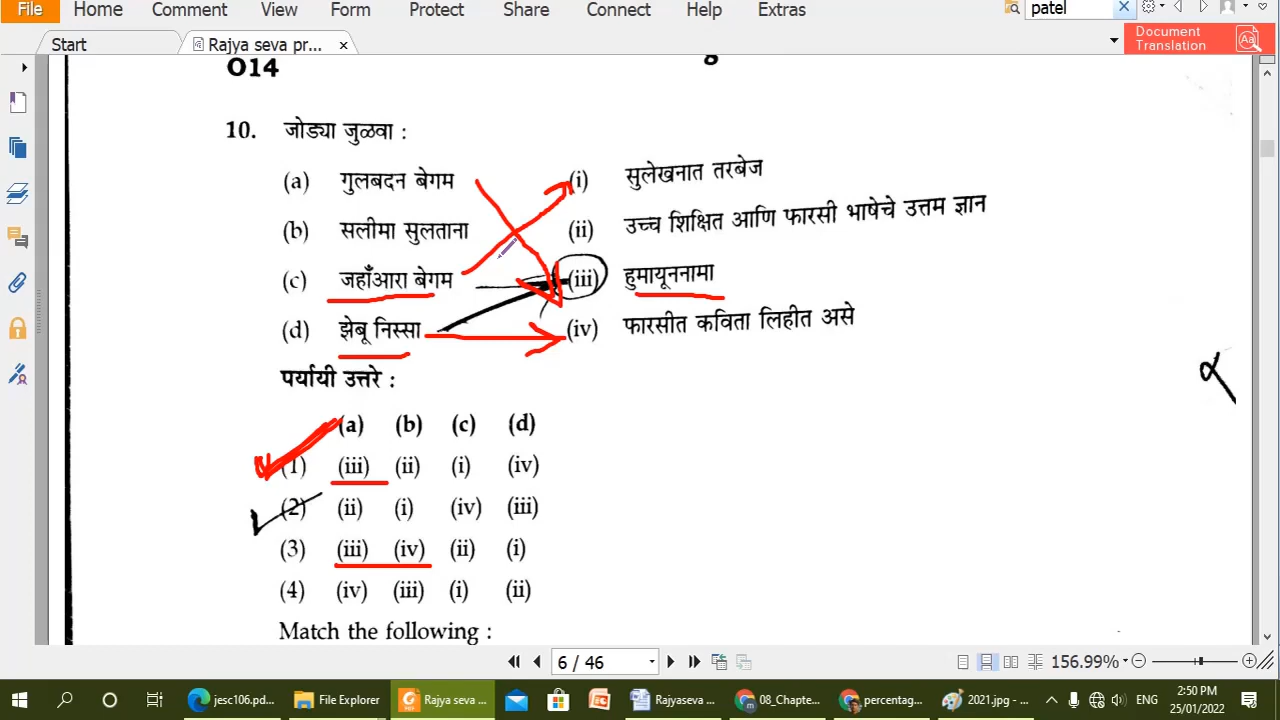 File Home Comment View Form Protect Share Connect Help Extras patel
Start Rajya seva pr... Document Translation
O14
10. जोड्या जुळवा :
(a) गुलबदन बेगम (i) सुलेखनात तरबेज
(b) सलीमा सुलताना (ii) उच्च शिक्षित आणि फारसी भाषेचे उत्तम ज्ञान
(c) जहाँआरा बेगम (iii) हुमायूननामा
(d) झेबू निस्सा (iv) फारसीत कविता लिहीत असे
पर्यायी उत्तरे :
(a) (b) (c) (d)
(1) (iii) (ii) (i) (iv)
(2) (ii) (i) (iv) (iii)
(3) (iii) (iv) (ii) (i)
(4) (iv) (iii) (i) (ii)
Match the following :
6 / 46 156.99%
jesc106.pd... File Explorer Rajya seva ... Rajyaseva... 08_Chapte... percentag... 2021.jpg - ... ENG 2:50 PM
25/01/2022